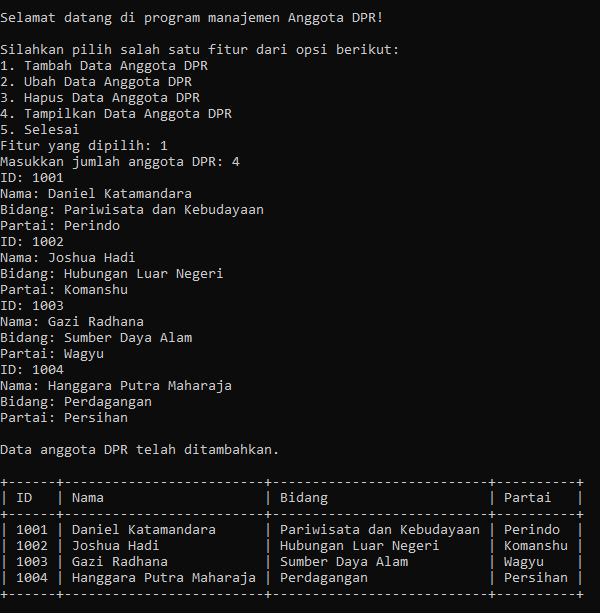 Selamat datang di program manajemen Anggota DPR!
Silahkan pilih salah satu fitur dari opsi berikut:
1. Tambah Data Anggota DPR
2. Ubah Data Anggota DPR
3. Hapus Data Anggota DPR
4. Tampilkan Data Anggota DPR
5. Selesai
Fitur yang dipilih: 1
Masukkan jumlah anggota DPR: 4
ID: 1001
Nama: Daniel Katamandara
Bidang: Pariwisata dan Kebudayaan
Partai: Perindo
ID: 1002
Nama: Joshua Hadi
Bidang: Hubungan Luar Negeri
Partai: Komanshu
ID: 1003
Nama: Gazi Radhana
Bidang: Sumber Daya Alam
Partai: Wagyu
ID: 1004
Nama: Hanggara Putra Maharaja
Bidang: Perdagangan
Partai: Persihan
Data anggota DPR telah ditambahkan.
+------+-------------------------+---------------------------+----------+
| ID   | Nama                    | Bidang                    | Partai   |
+------+-------------------------+---------------------------+----------+
| 1001 | Daniel Katamandara      | Pariwisata dan Kebudayaan | Perindo  |
| 1002 | Joshua Hadi             | Hubungan Luar Negeri      | Komanshu |
| 1003 | Gazi Radhana            | Sumber Daya Alam          | Wagyu    |
| 1004 | Hanggara Putra Maharaja | Perdagangan               | Persihan |
+------+-------------------------+---------------------------+----------+